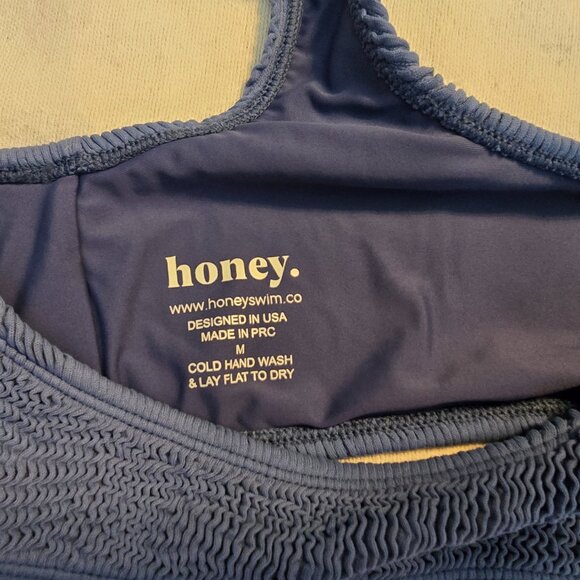 honey.
www.honeyswim.co
DESIGNED IN USA
MADE IN PRC
M
COLD HAND WASH
& LAY FLAT TO DRY